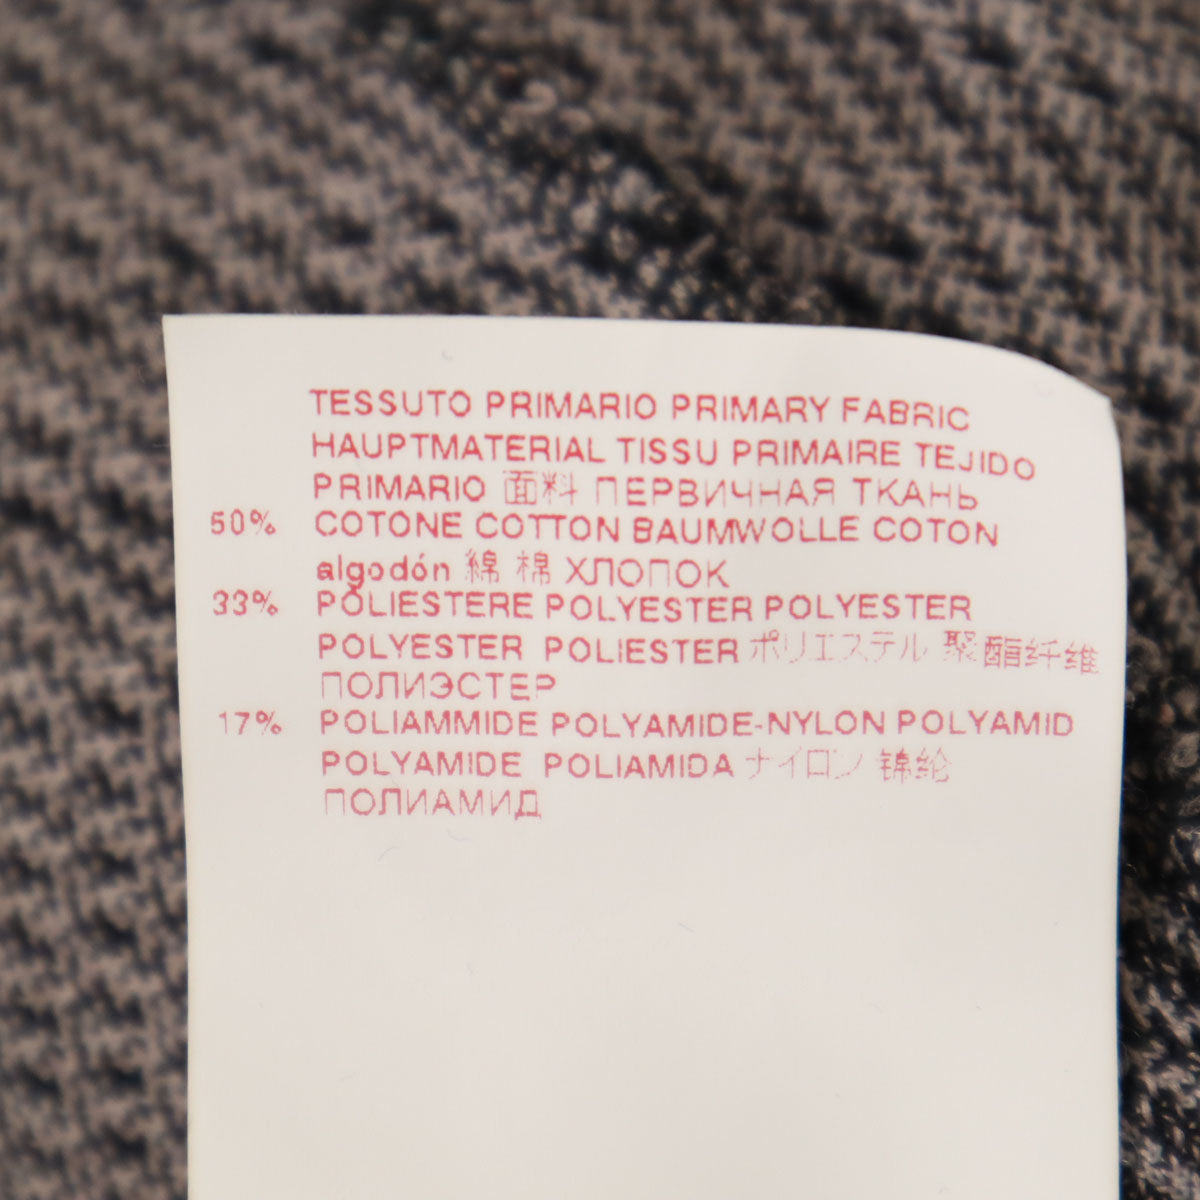 TESSUTO PRIMARIO PRIMARY FABRIC
HAUPTMATERIAL TISSU PRIMAIRE TEJIDO
PRIMARIO 面料 ПЕРВИЧНАЯ ТКАНЬ
50% COTONE COTTON BAUMWOLLE COTON
algodón 綿 棉 ХЛОПОК
33% POLIESTERE POLYESTER POLYESTER
POLYESTER POLIESTER ポリエステル 聚酯纤维
ПОЛИЭСТЕР
17% POLIAMMIDE POLYAMIDE-NYLON POLYAMID
POLYAMIDE POLIAMIDA ナイロン 锦纶
ПОЛИАМИД